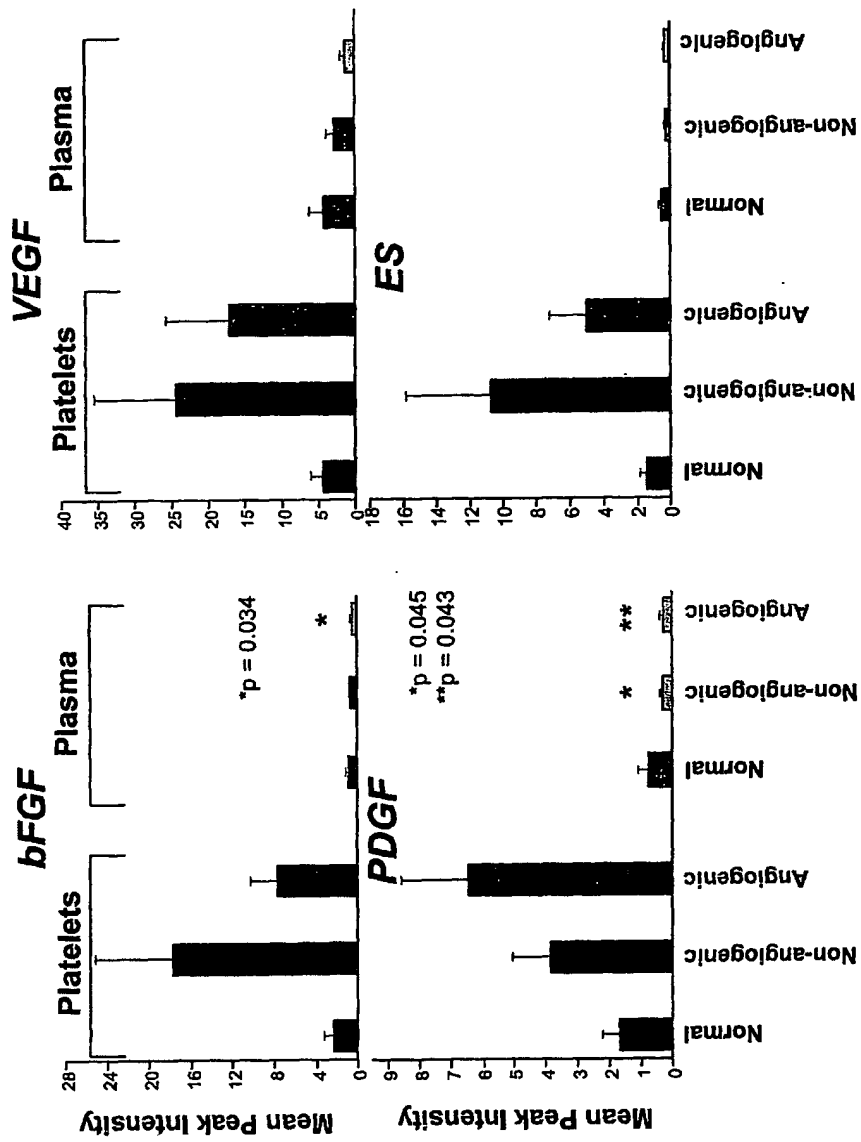 bFGF
Platelets
Plasma
Mean Peak Intensity
28
24
20
16
12
8
4
0
*p = 0.034
*
VEGF
Platelets
Plasma
40
35
30
25
20
15
10
5
0
PDGF
Mean Peak Intensity
9
8
7
6
5
4
3
2
1
0
*p = 0.045
**p = 0.043
*
**
Normal
Non-angiogenic
Angiogenic
Normal
Non-angiogenic
Angiogenic
ES
18
16
14
12
10
8
6
4
2
0
Normal
Non-angiogenic
Angiogenic
Normal
Non-angiogenic
Angiogenic